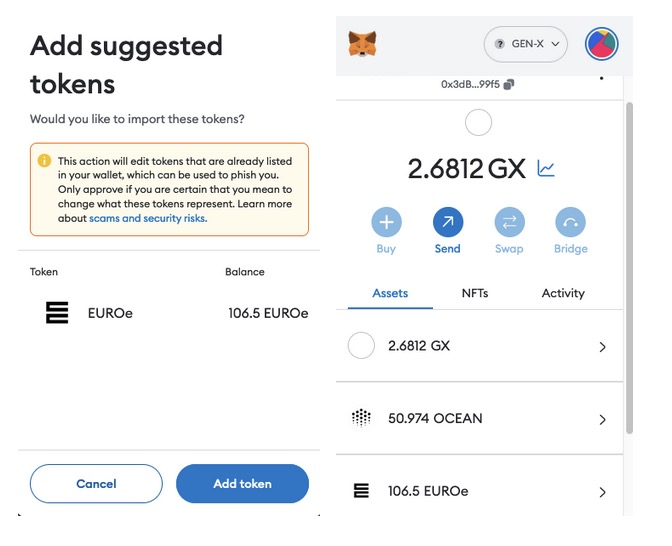 Add suggested
tokens
Would you like to import these tokens?
This action will edit tokens that are already listed
in your wallet, which can be used to phish you.
Only approve if you are certain that you mean to
change what these tokens represent. Learn more
about scams and security risks.
Token Balance
EUROe 106.5 EUROe
Cancel Add token
GEN-X
0x3dB...99f5
2.6812 GX
Buy Send Swap Bridge
Assets NFTs Activity
2.6812 GX
50.974 OCEAN
106.5 EUROe